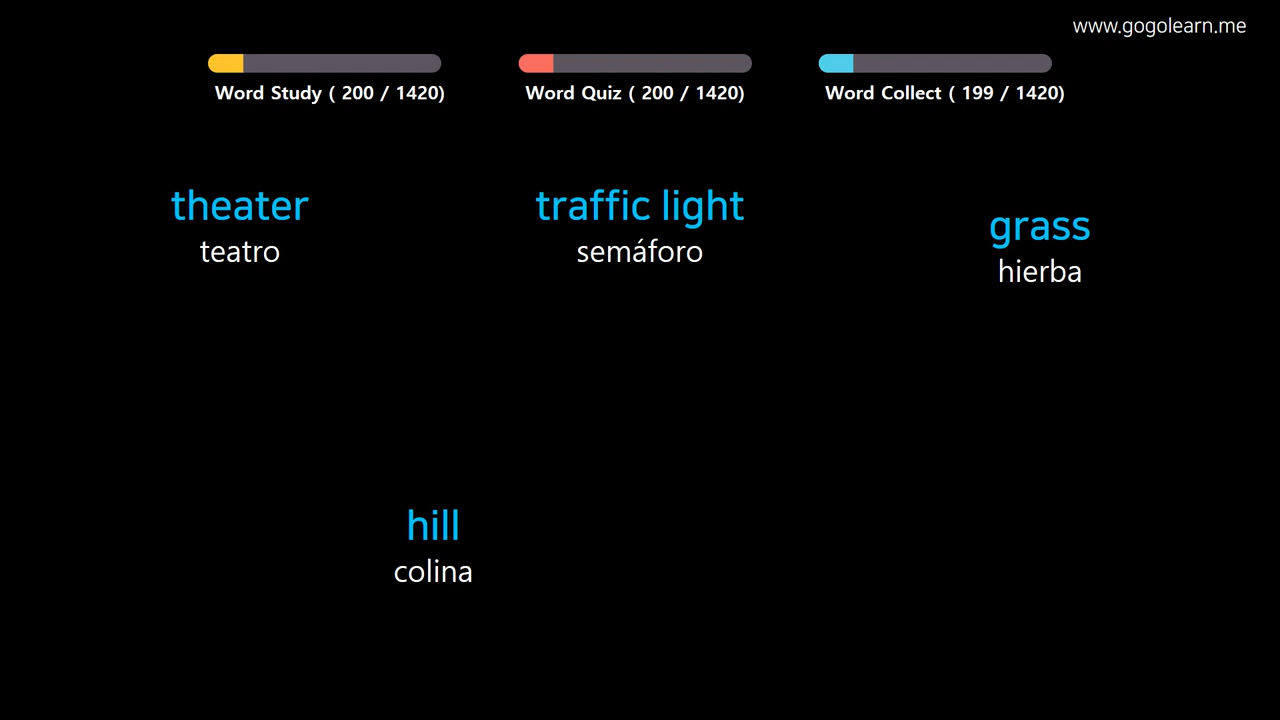 www.gogolearn.me
Word Study ( 200 / 1420)
Word Quiz ( 200 / 1420)
Word Collect ( 199 / 1420)
theater
teatro
traffic light
semáforo
grass
hierba
hill
colina